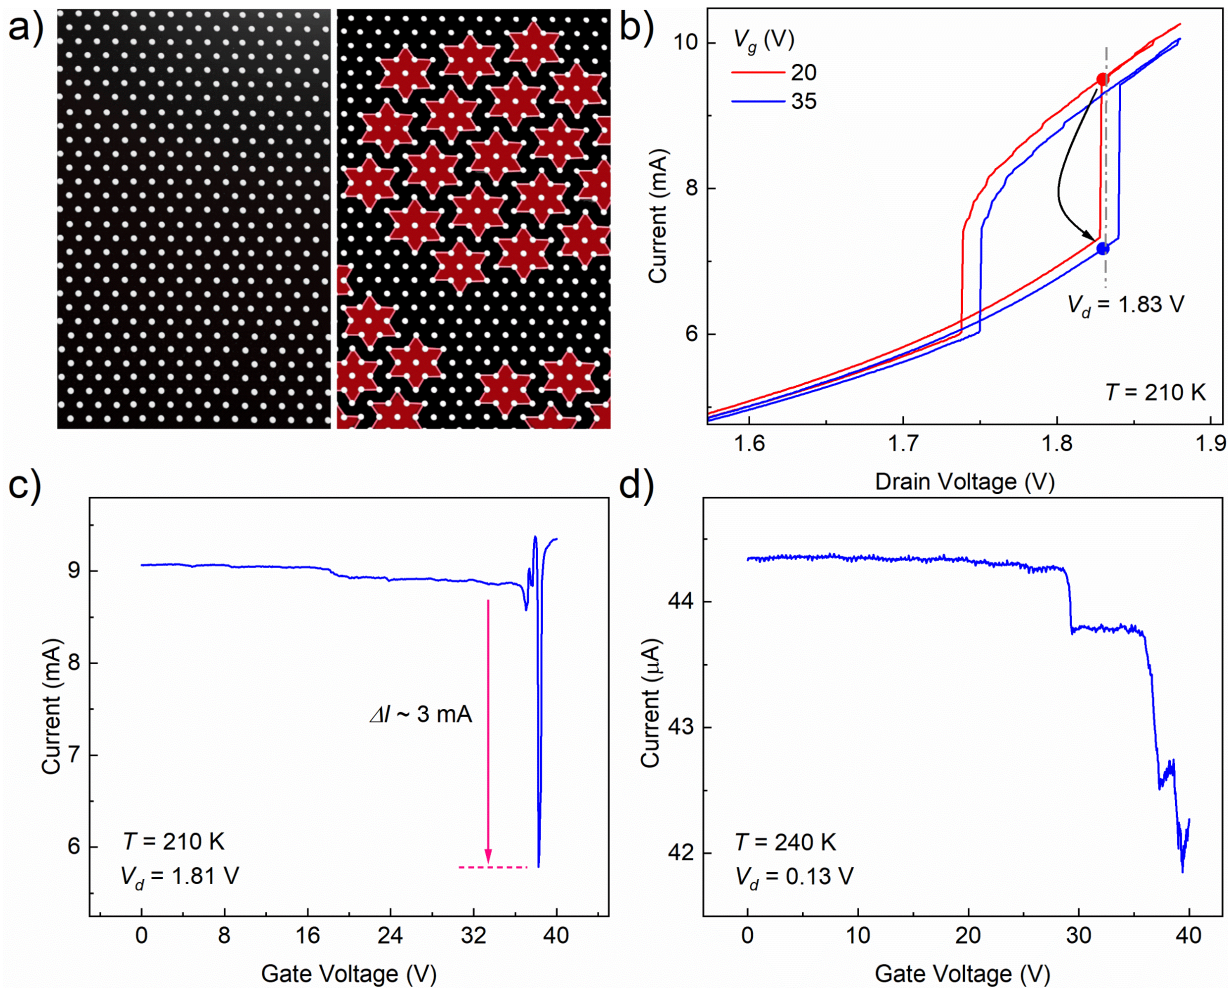 a)
b)
V_g (V)
20
35
10
8
6
Current (mA)
V_d = 1.83 V
T = 210 K
1.6
1.7
1.8
1.9
Drain Voltage (V)
c)
9
8
7
6
Current (mA)
ΔI ~ 3 mA
T = 210 K
V_d = 1.81 V
0
8
16
24
32
40
Gate Voltage (V)
d)
44
43
42
Current (µA)
T = 240 K
V_d = 0.13 V
0
10
20
30
40
Gate Voltage (V)